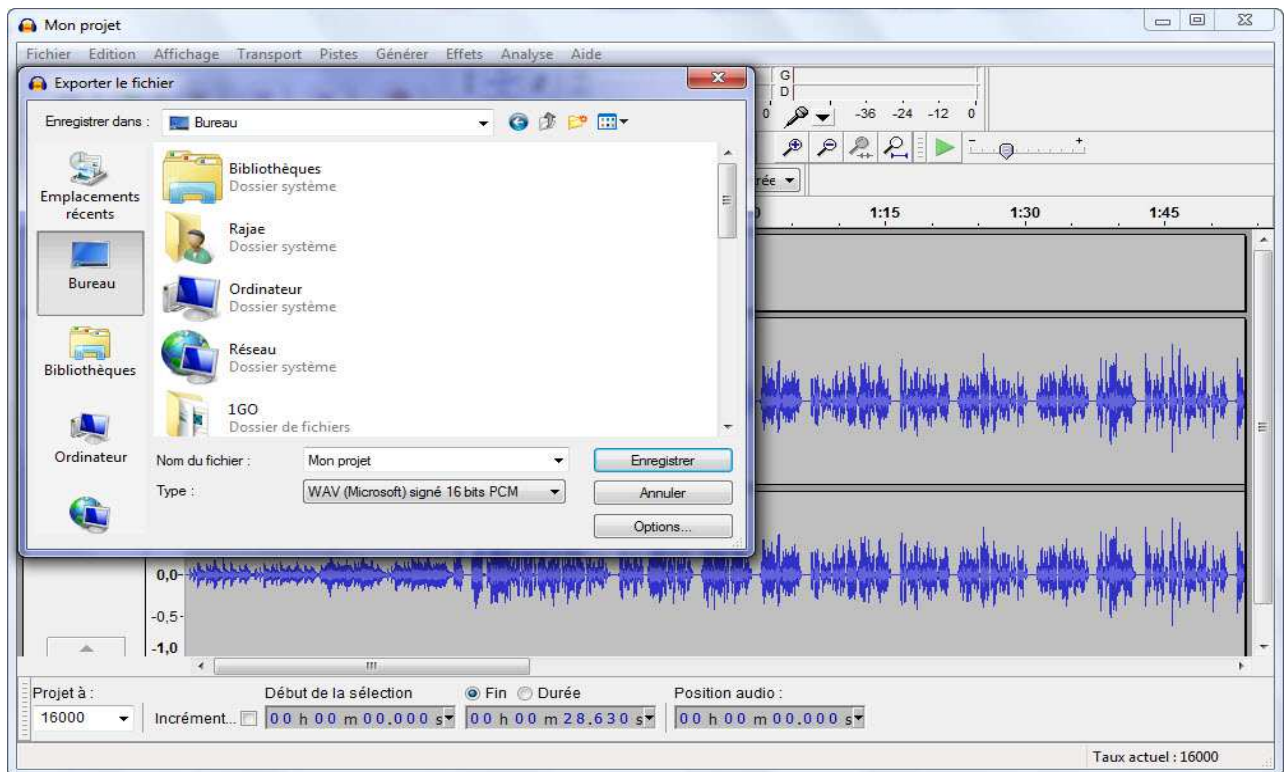 Mon projet
Fichier Edition Affichage Transport Pistes Générer Effets Analyse Aide
Exporter le fichier
G
D
0 -36 -24 -12 0
Enregistrer dans : Bureau
- +
Emplacements récents
Bureau
Bibliothèques
Ordinateur
Bibliothèques
Dossier système
Rajae
Dossier système
Ordinateur
Dossier système
Réseau
Dossier système
1GO
Dossier de fichiers
Nom du fichier : Mon projet
Enregistrer
Type : WAV (Microsoft) signé 16 bits PCM
Annuler
Options...
rée
1:15 1:30 1:45
0,0-
-0,5-
-1,0
Projet à :
Début de la sélection
Fin Durée
Position audio :
16000
Incrément...
00 h 00 m 00.000 s
00 h 00 m 28.630 s
00 h 00 m 00.000 s
Taux actuel : 16000